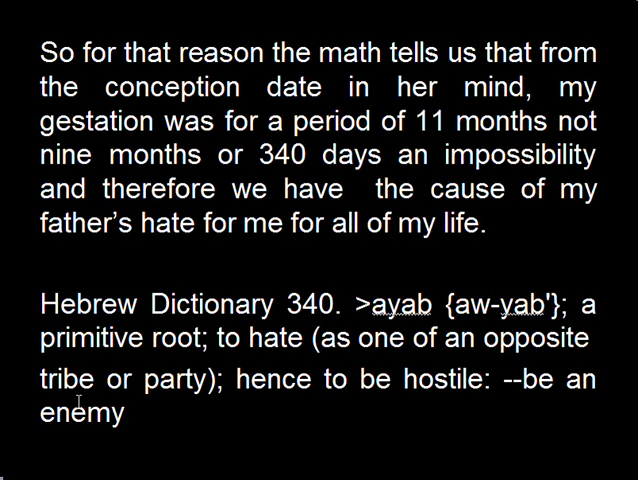 So for that reason the math tells us that from
the conception date in her mind, my
gestation was for a period of 11 months not
nine months or 340 days an impossibility
and therefore we have the cause of my
father's hate for me for all of my life.
Hebrew Dictionary 340. >ayab {aw-yab'}; a
primitive root; to hate (as one of an opposite
tribe or party); hence to be hostile: --be an
enemy